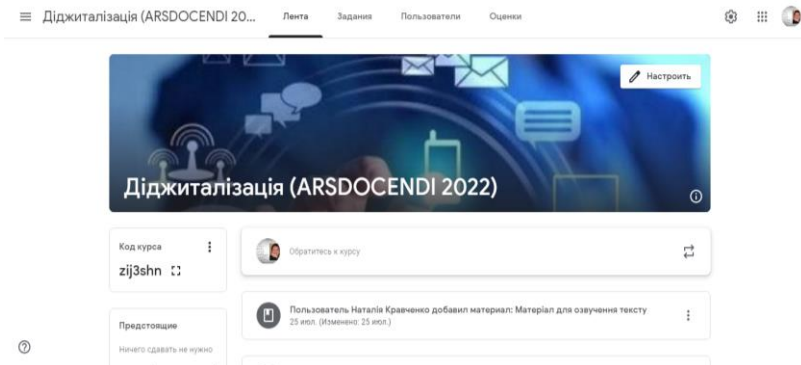 Діджиталізація (ARSDOCENDI 20...
Лента Задания Пользователи Оценки
Настроить
Діджиталізація (ARSDOCENDI 2022)
Код курса
zij3shn
Обратитесь к курсу
Пользователь Наталія Кравченко добавил материал: Матеріал для озвучення тексту
25 июл. (Изменено: 25 июл.)
Предстоящие
Ничего сдавать не нужно